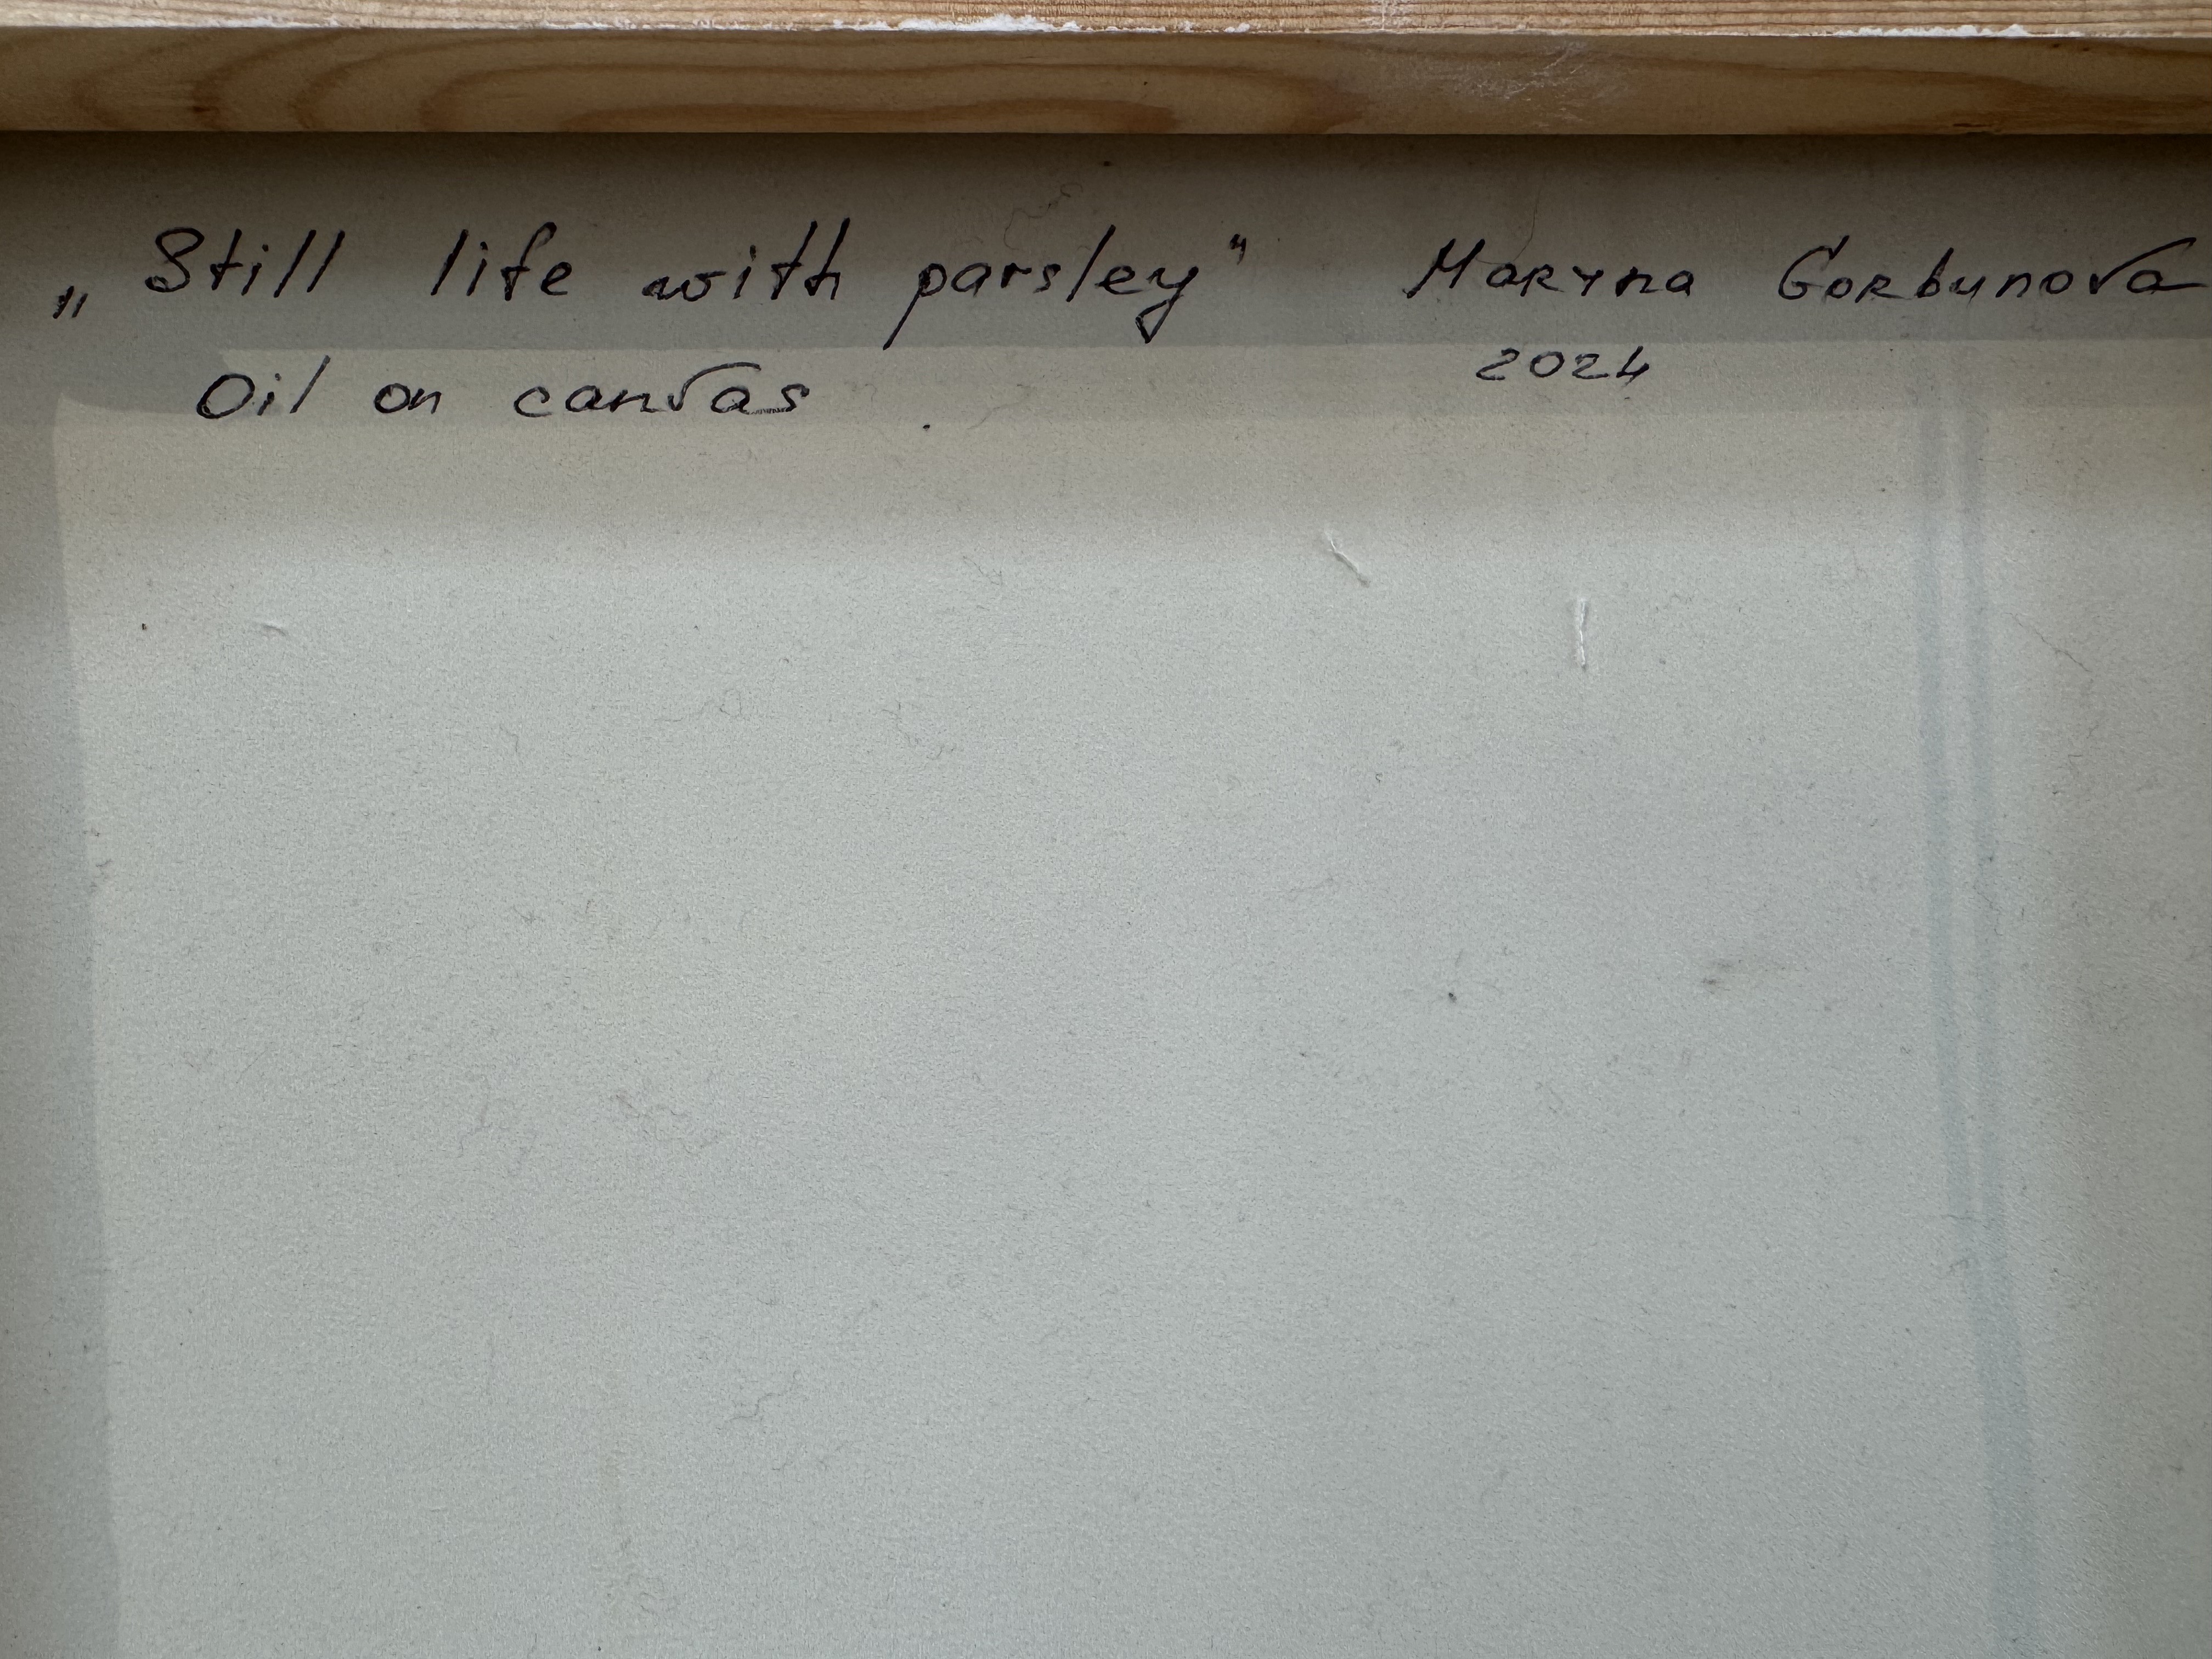 „Still life with parsley" Maryna Gorbunova
Oil on canvas 2024